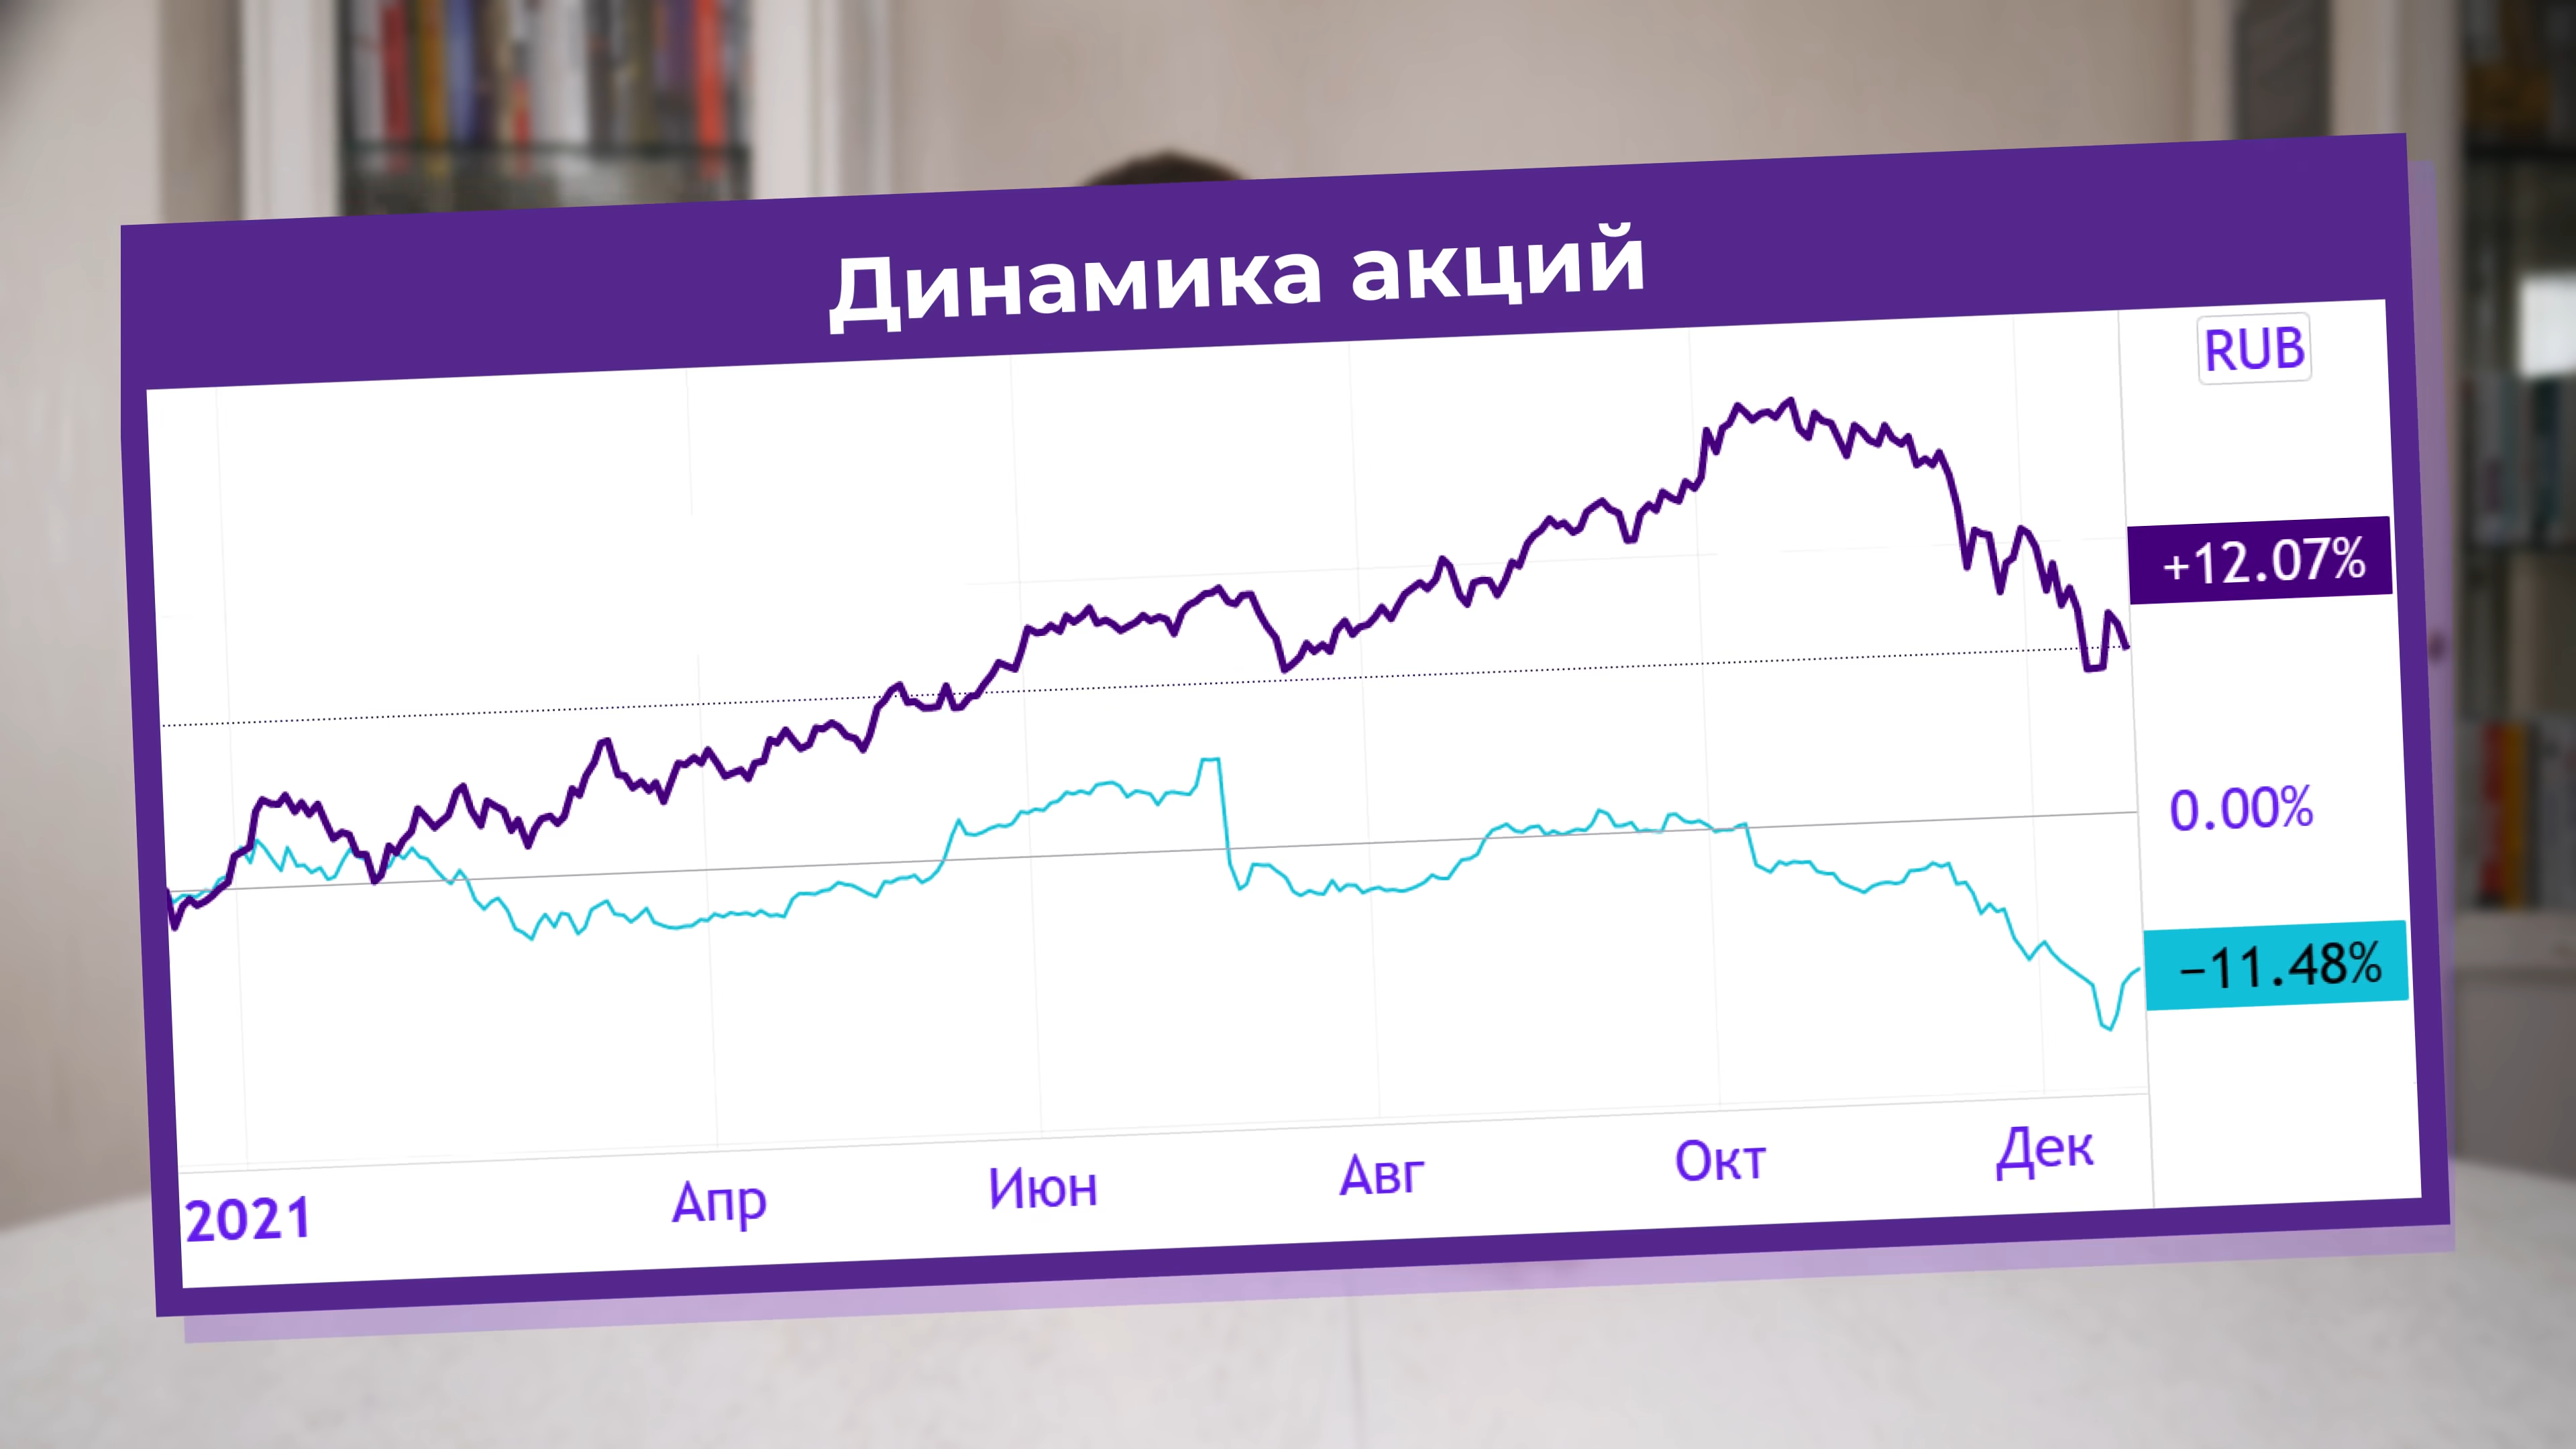 Динамика акций
RUB
+12.07%
0.00%
−11.48%
2021 Апр Июн Авг Окт Дек